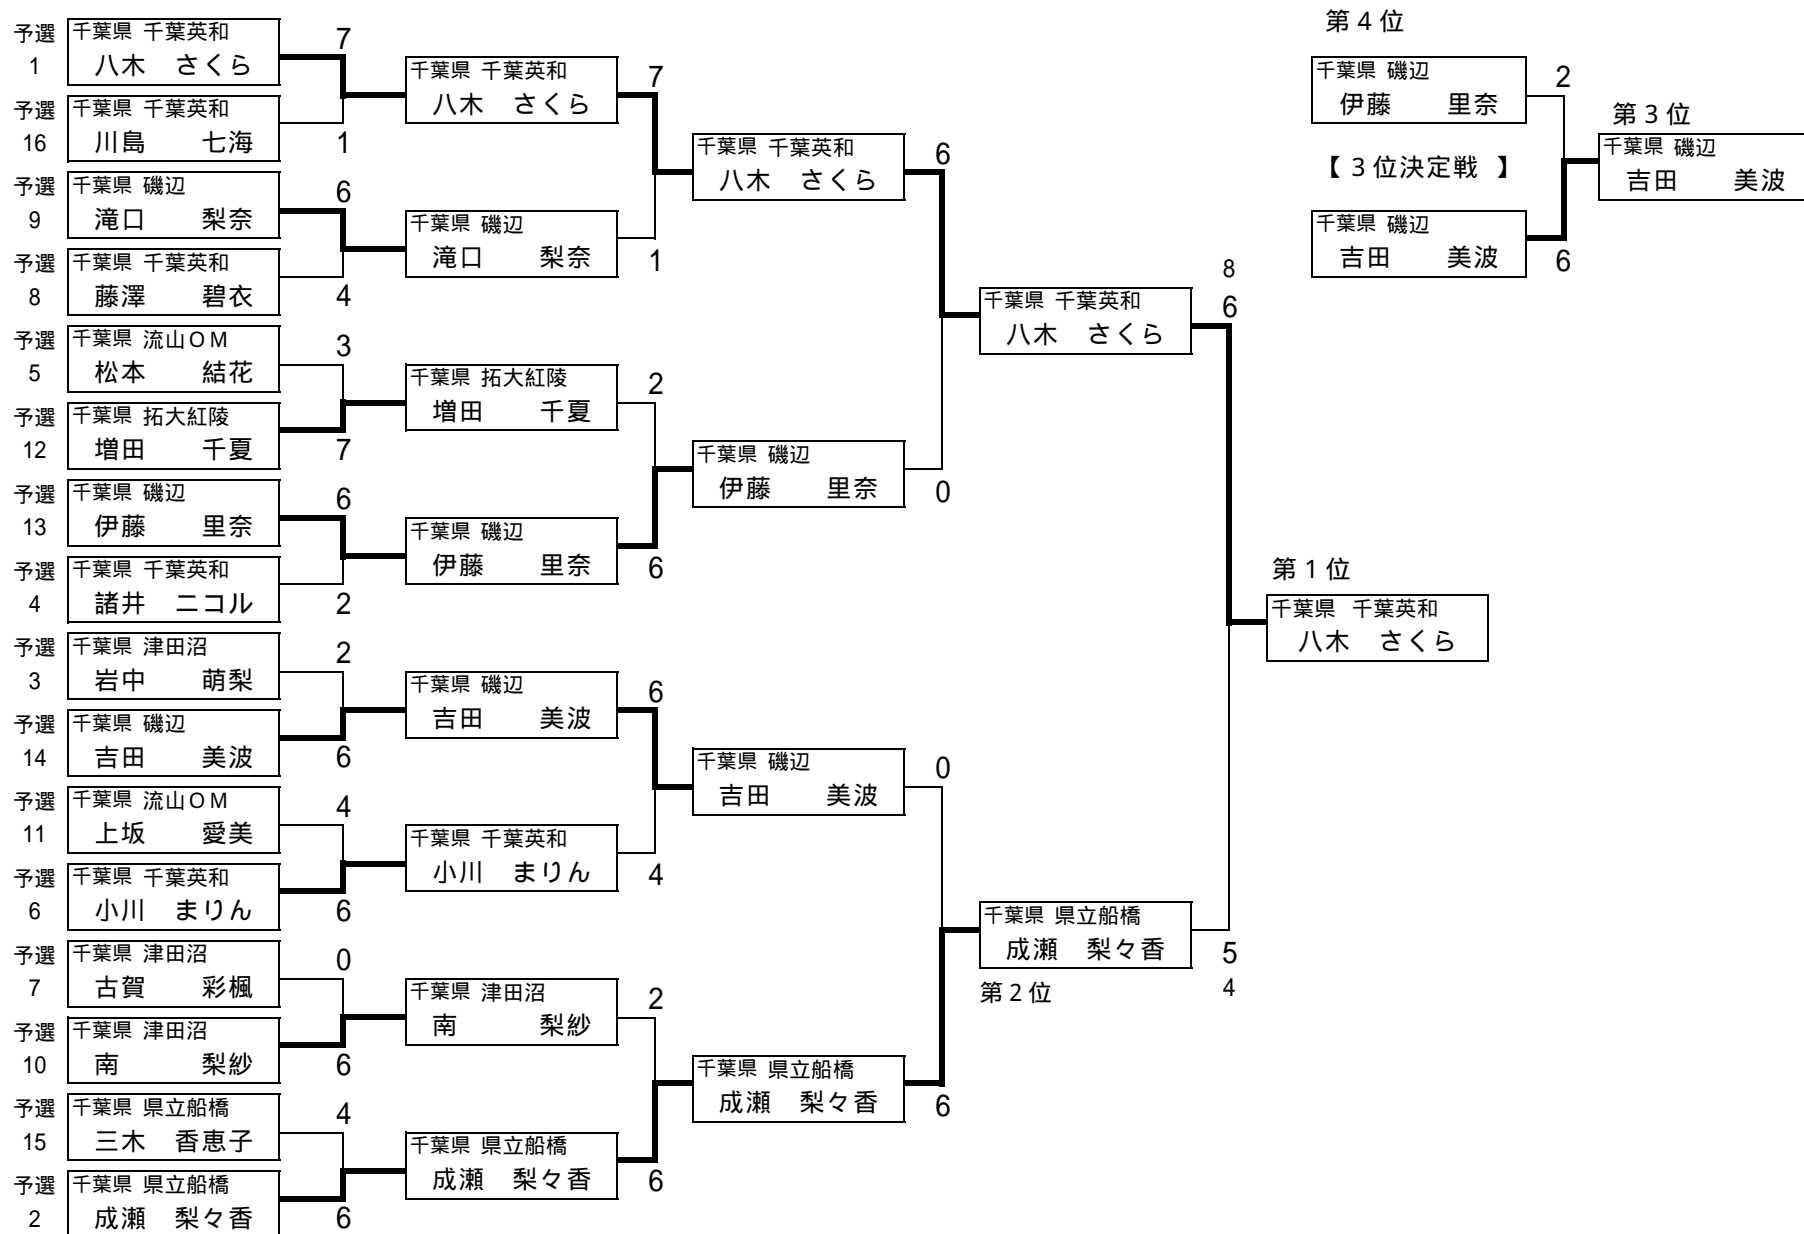 予選 千葉県 千葉英和 7
1 八木 さくら
予選 千葉県 千葉英和
16 川島 七海 1
予選 千葉県 磯辺 6
9 滝口 梨奈
予選 千葉県 千葉英和
8 藤澤 碧衣 4
予選 千葉県 流山OM 3
5 松本 結花
予選 千葉県 拓大紅陵
12 増田 千夏 7
予選 千葉県 磯辺 6
13 伊藤 里奈
予選 千葉県 千葉英和
4 諸井 ニコル 2
予選 千葉県 津田沼 2
3 岩中 萌梨
予選 千葉県 磯辺
14 吉田 美波 6
予選 千葉県 流山OM 4
11 上坂 愛美
予選 千葉県 千葉英和
6 小川 まりん 6
予選 千葉県 津田沼 0
7 古賀 彩楓
予選 千葉県 津田沼
10 南 梨紗 6
予選 千葉県 県立船橋 4
15 三木 香恵子
予選 千葉県 県立船橋
2 成瀬 梨々香 6
千葉県 千葉英和 7
八木 さくら
千葉県 磯辺
滝口 梨奈 1
千葉県 拓大紅陵 2
増田 千夏
千葉県 磯辺
伊藤 里奈 6
千葉県 磯辺 6
吉田 美波
千葉県 千葉英和
小川 まりん 4
千葉県 津田沼 2
南 梨紗
千葉県 県立船橋
成瀬 梨々香 6
千葉県 千葉英和 6
八木 さくら
千葉県 磯辺
伊藤 里奈 0
千葉県 磯辺 0
吉田 美波
千葉県 県立船橋
成瀬 梨々香 6
8
千葉県 千葉英和 6
八木 さくら
千葉県 県立船橋
成瀬 梨々香 5
第2位 4
第1位
千葉県 千葉英和
八木 さくら
第4位
千葉県 磯辺 2
伊藤 里奈
【 3位決定戦 】
千葉県 磯辺
吉田 美波 6
第3位
千葉県 磯辺
吉田 美波